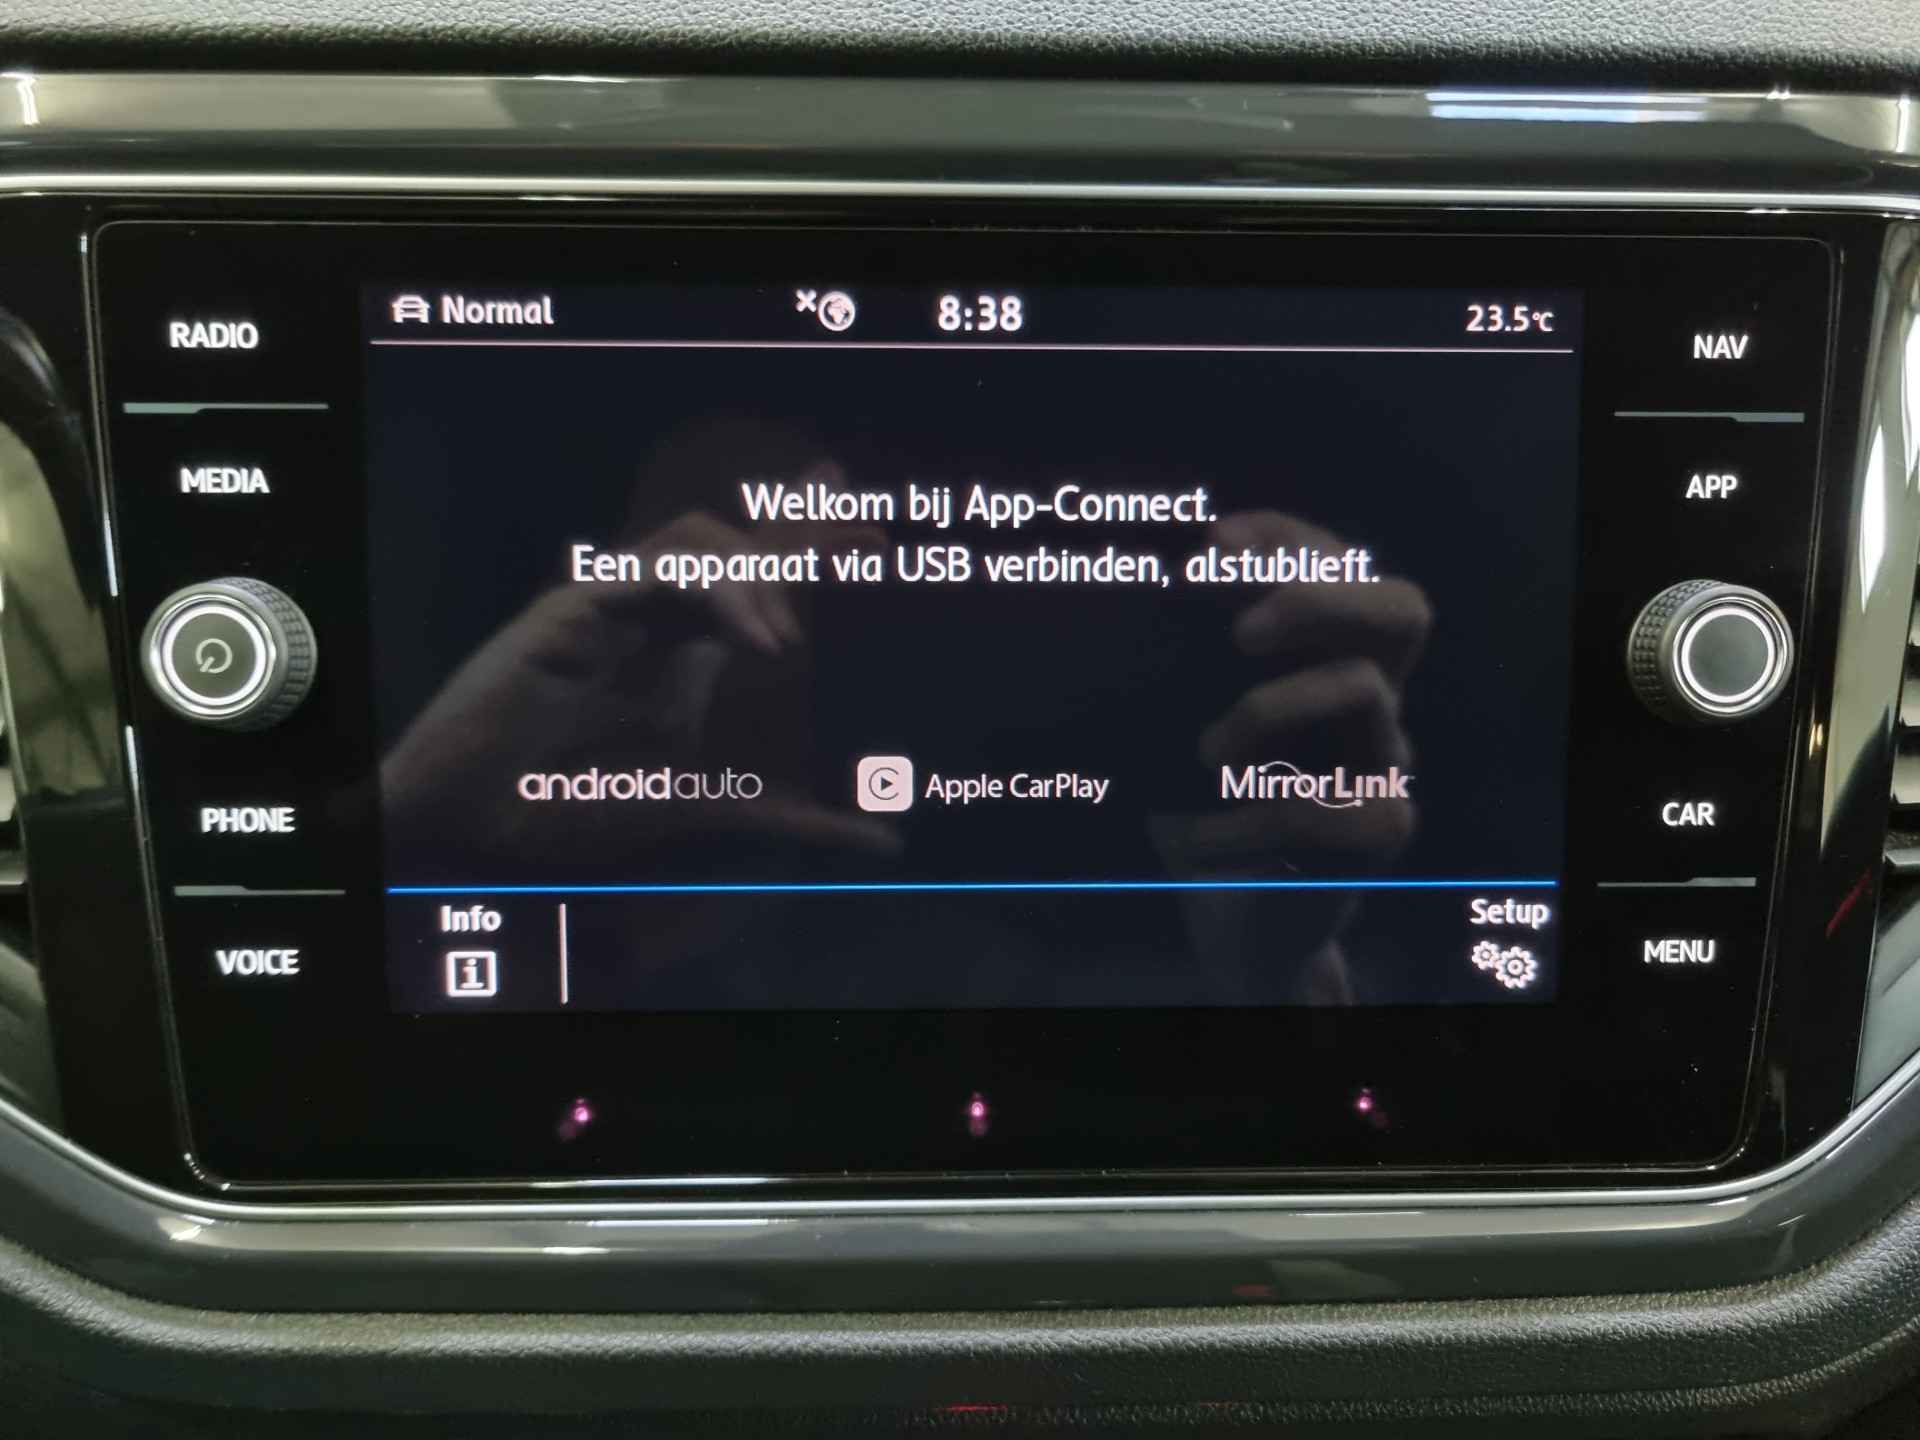 Normal
8:38
23.5°C
RADIO
MEDIA
PHONE
VOICE
Welkom bij App-Connect.
Een apparaat via USB verbinden, alstublieft.
androidauto
Apple CarPlay
MirrorLink
Info
Setup
NAV
APP
CAR
MENU